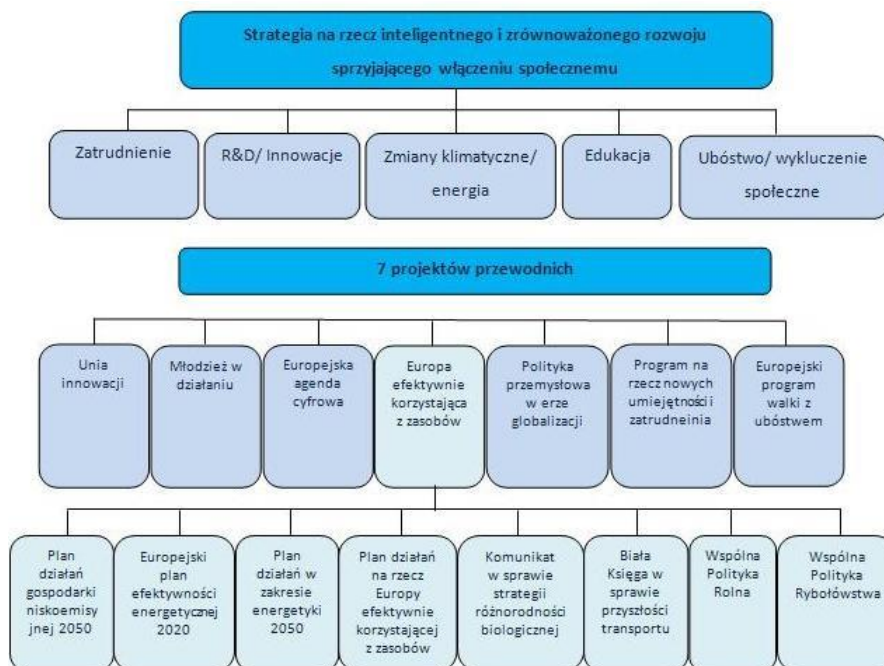 Strategia na rzecz inteligentnego i zrównoważonego rozwoju
sprzyjającego włączeniu społecznemu
Zatrudnienie
R&D/ Innowacje
Zmiany klimatyczne/
energia
Edukacja
Ubóstwo/ wykluczenie
społeczne
7 projektów przewodnich
Unia
innowacji
Młodzież w
działaniu
Europejska
agenda
cyfrowa
Europa
efektywnie
korzystająca
z zasobów
Polityka
przemysłowa
w erze
globalizacji
Program na
rzecz nowych
umiejętności i
zatrudneinia
Europejski
program
walki z
ubóstwem
Plan
działań
gospodarki
niskoemisy
jnej 2050
Europejski
plan
efektywności
energetycznej
2020
Plan
działań w
zakresie
energetyki
2050
Plan działań
na rzecz
Europy
efektywnie
korzystającej
z zasobów
Komunikat
w sprawie
strategii
różnorodności
biologicznej
Biała
Księga w
sprawie
przyszłości
transportu
Wspólna
Polityka
Rolna
Wspólna
Polityka
Rybołówstwa